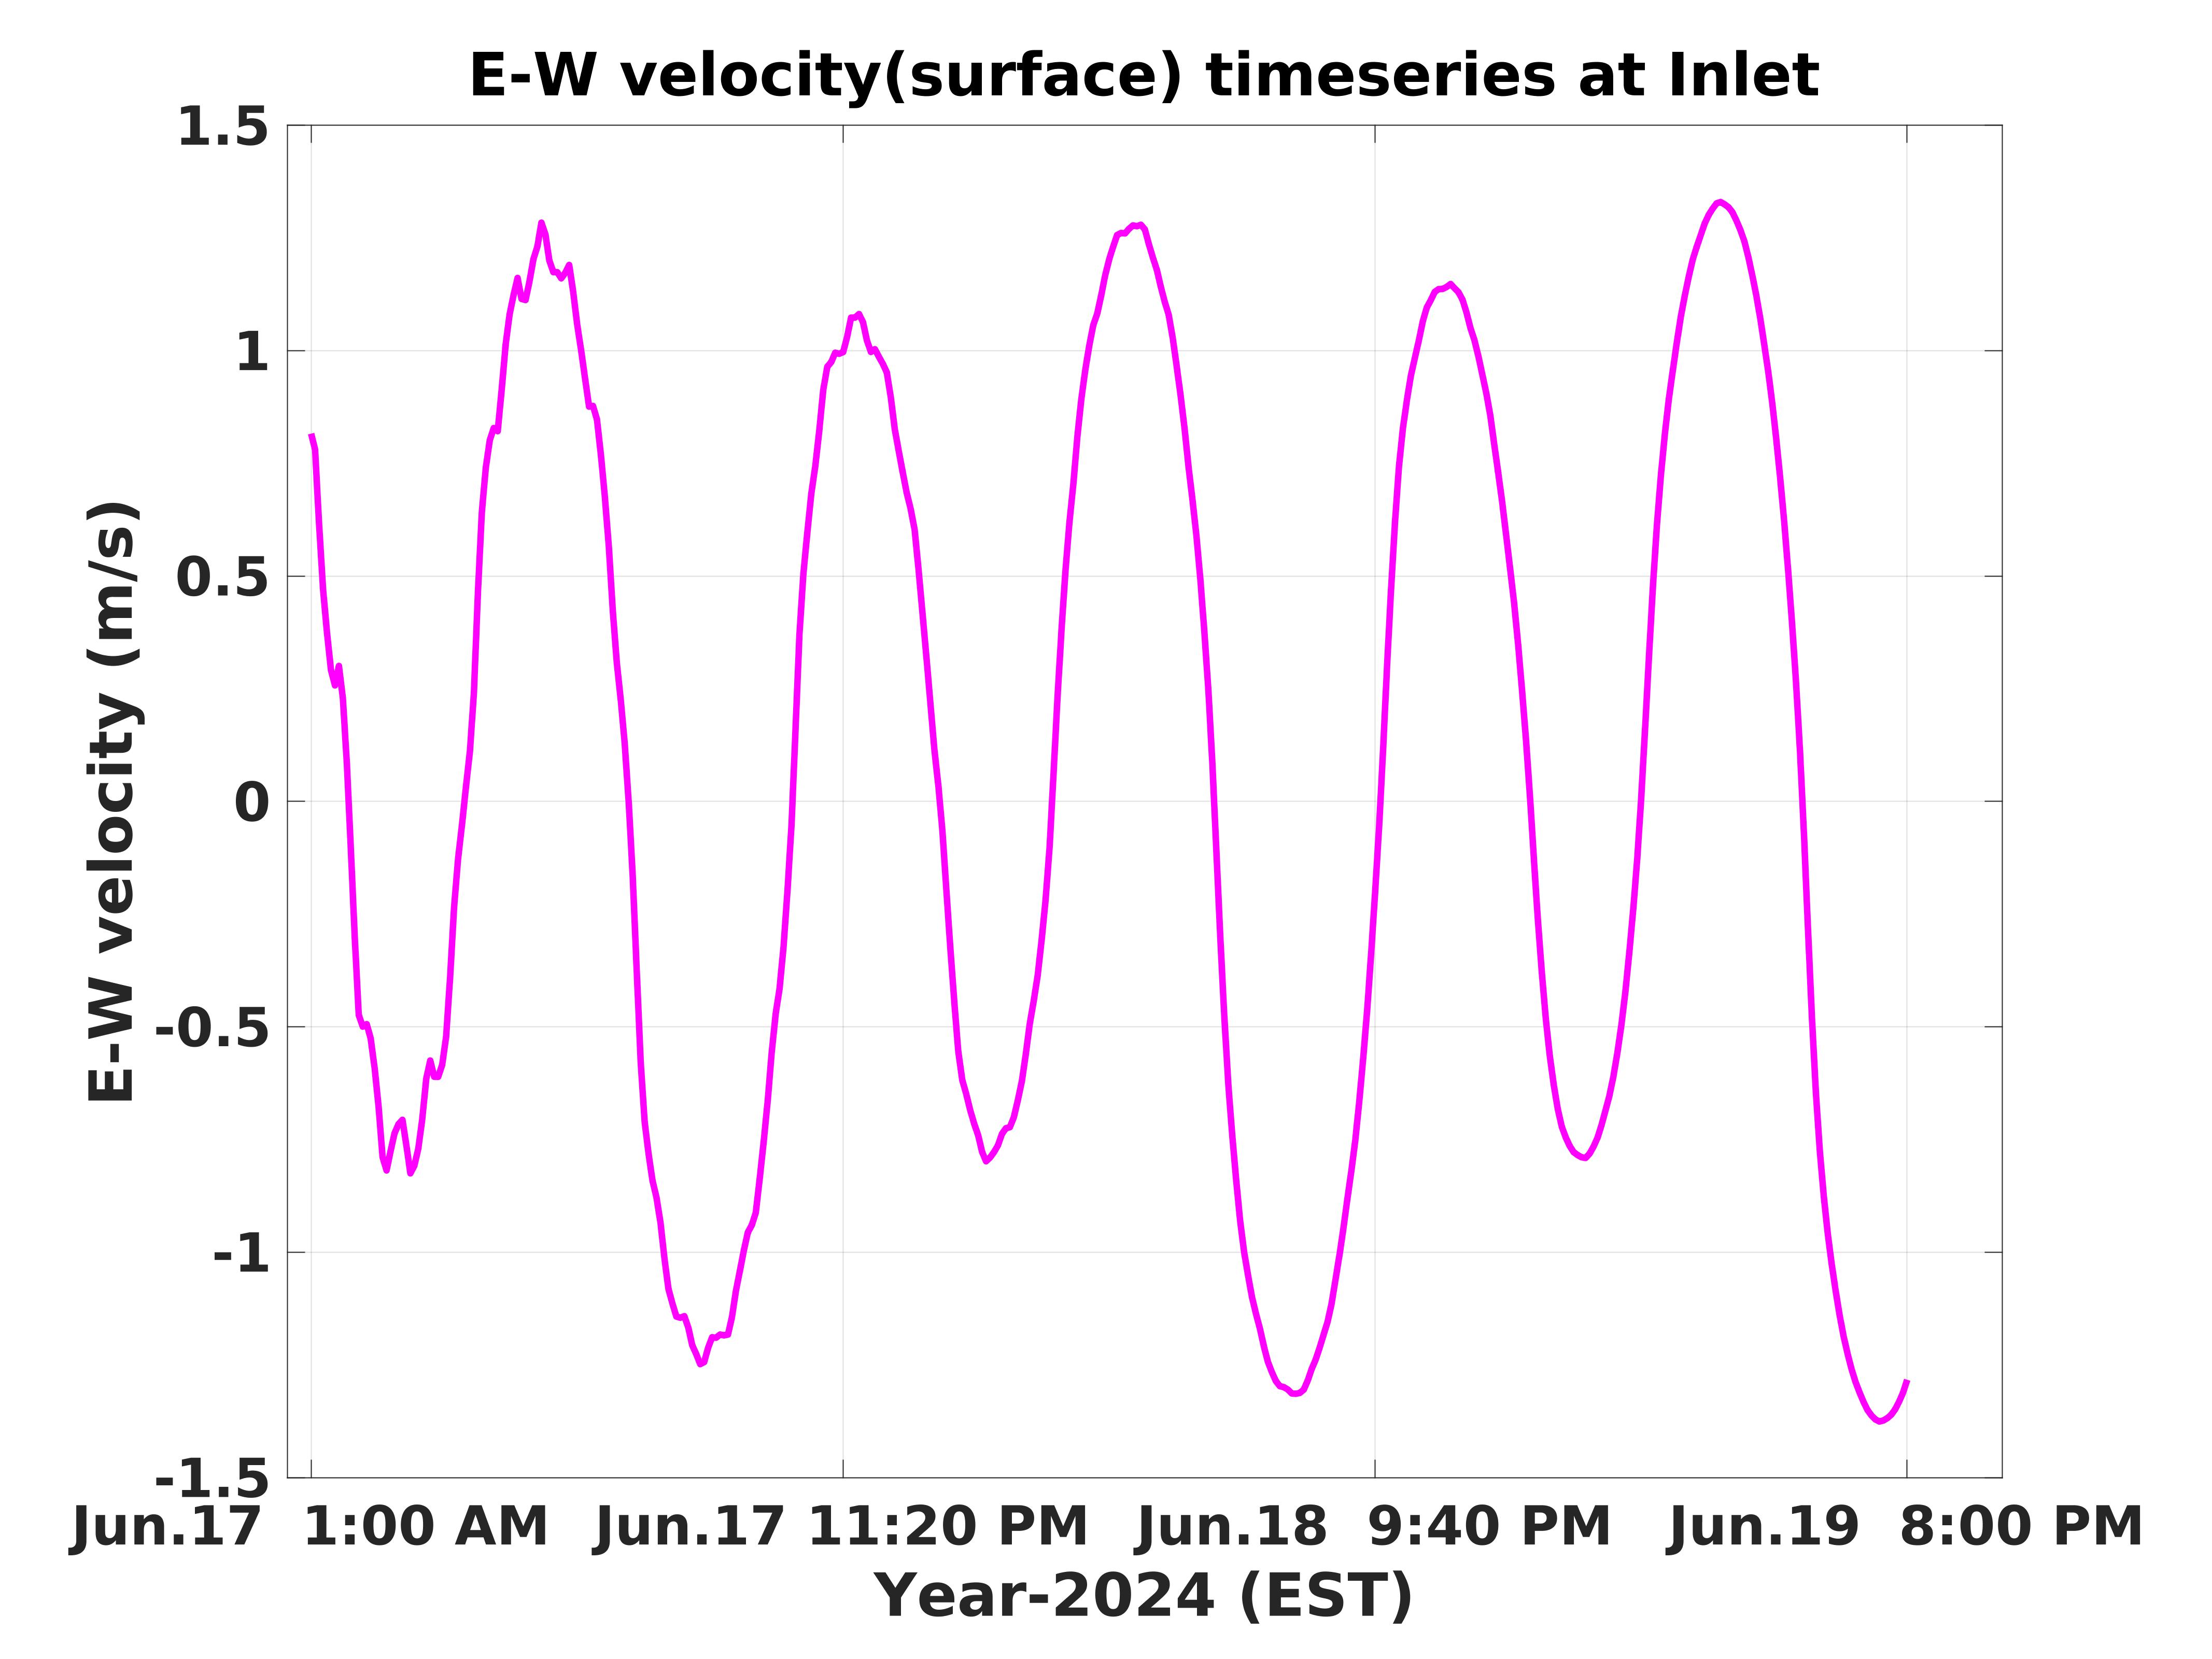 E-W velocity(surface) timeseries at Inlet
E-W velocity (m/s)
1.5
1
0.5
0
-0.5
-1
-1.5
Jun.17 1:00 AM Jun.17 11:20 PM Jun.18 9:40 PM Jun.19 8:00 PM
Year-2024 (EST)